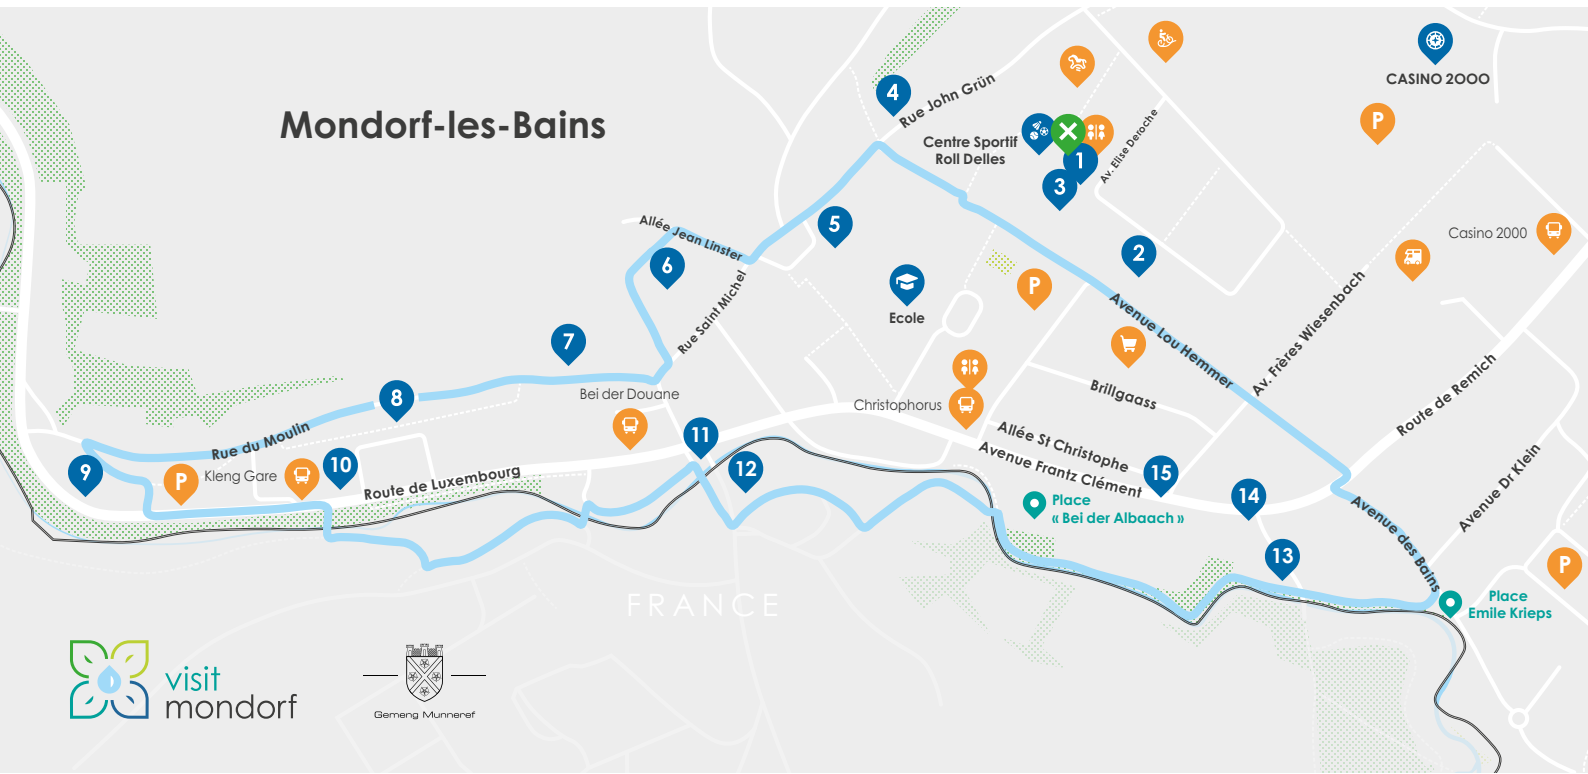 CASINO 2OOO
4
Rue John Grün
P
Mondorf-les-Bains
Centre Sportif
Roll Delles
1
Av. Elise Deroche
3
5
Allée Jean Linster
Casino 2000
2
6
Rue Saint Michel
Ecole
P
Avenue Lou Hemmer
Av. Frères Wiesenbach
7
Bei der Douane
Brillgaass
Route de Remich
8
Christophorus
Rue du Moulin
11
Allée St Christophe
Avenue Frantz Clément
9
P
Kleng Gare
10
Route de Luxembourg
12
15
14
Avenue Dr Klein
Place
« Bei der Albaach »
Avenue des Bains
13
P
FRANCE
Place
Emile Krieps
visit
mondorf
Gemeng Munneref